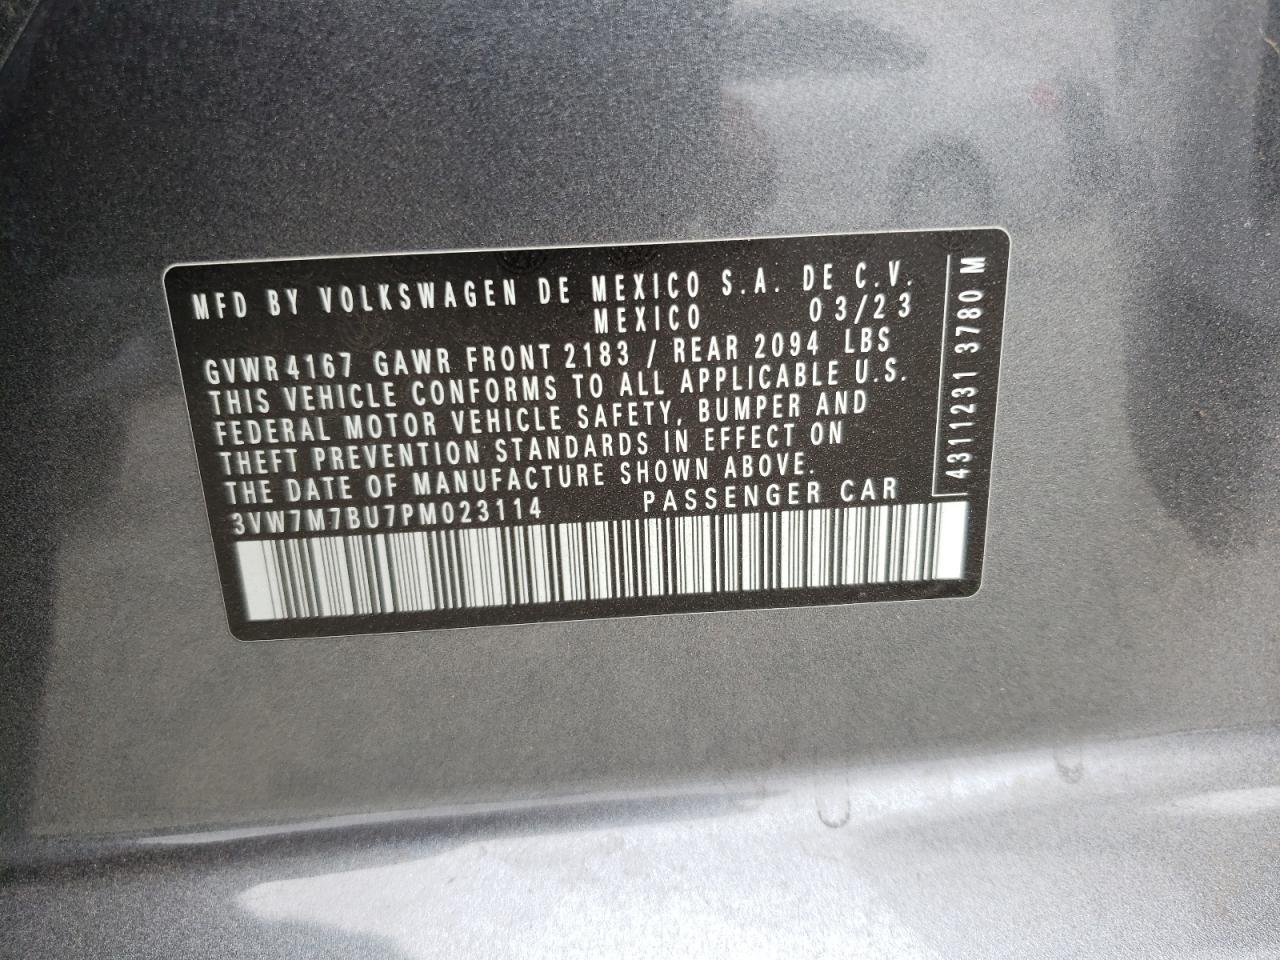 MFD BY VOLKSWAGEN DE MEXICO S.A. DE C.V.
MEXICO 03/23
GVWR 4167 GAWR FRONT 2183 / REAR 2094 LBS
THIS VEHICLE CONFORMS TO ALL APPLICABLE U.S.
FEDERAL MOTOR VEHICLE SAFETY, BUMPER AND
THEFT PREVENTION STANDARDS IN EFFECT ON
THE DATE OF MANUFACTURE SHOWN ABOVE.
3VW7M7BU7PM023114 PASSENGER CAR
4311231 3780 M